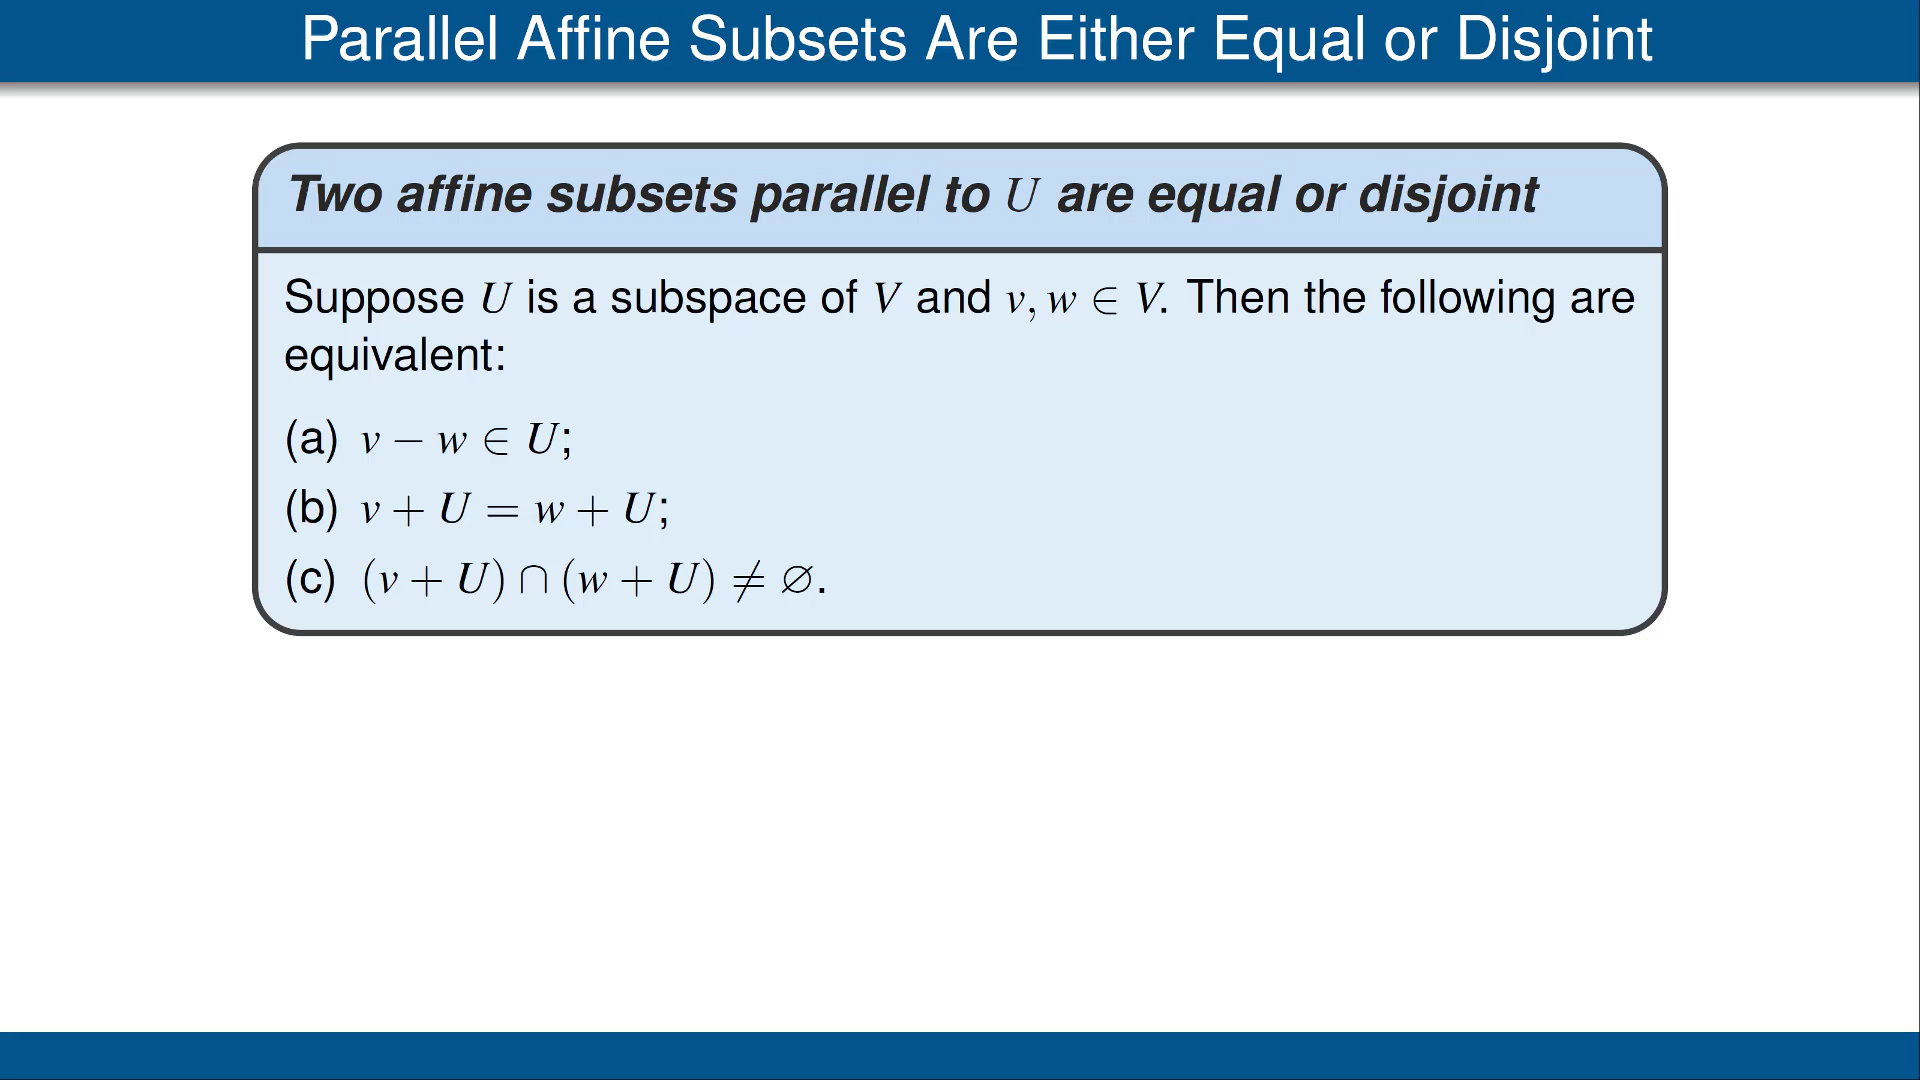 Parallel Affine Subsets Are Either Equal or Disjoint
Two affine subsets parallel to U are equal or disjoint
Suppose U is a subspace of V and v, w ∈ V. Then the following are
equivalent:
(a) v − w ∈ U;
(b) v + U = w + U;
(c) (v + U) ∩ (w + U) ≠ ∅.